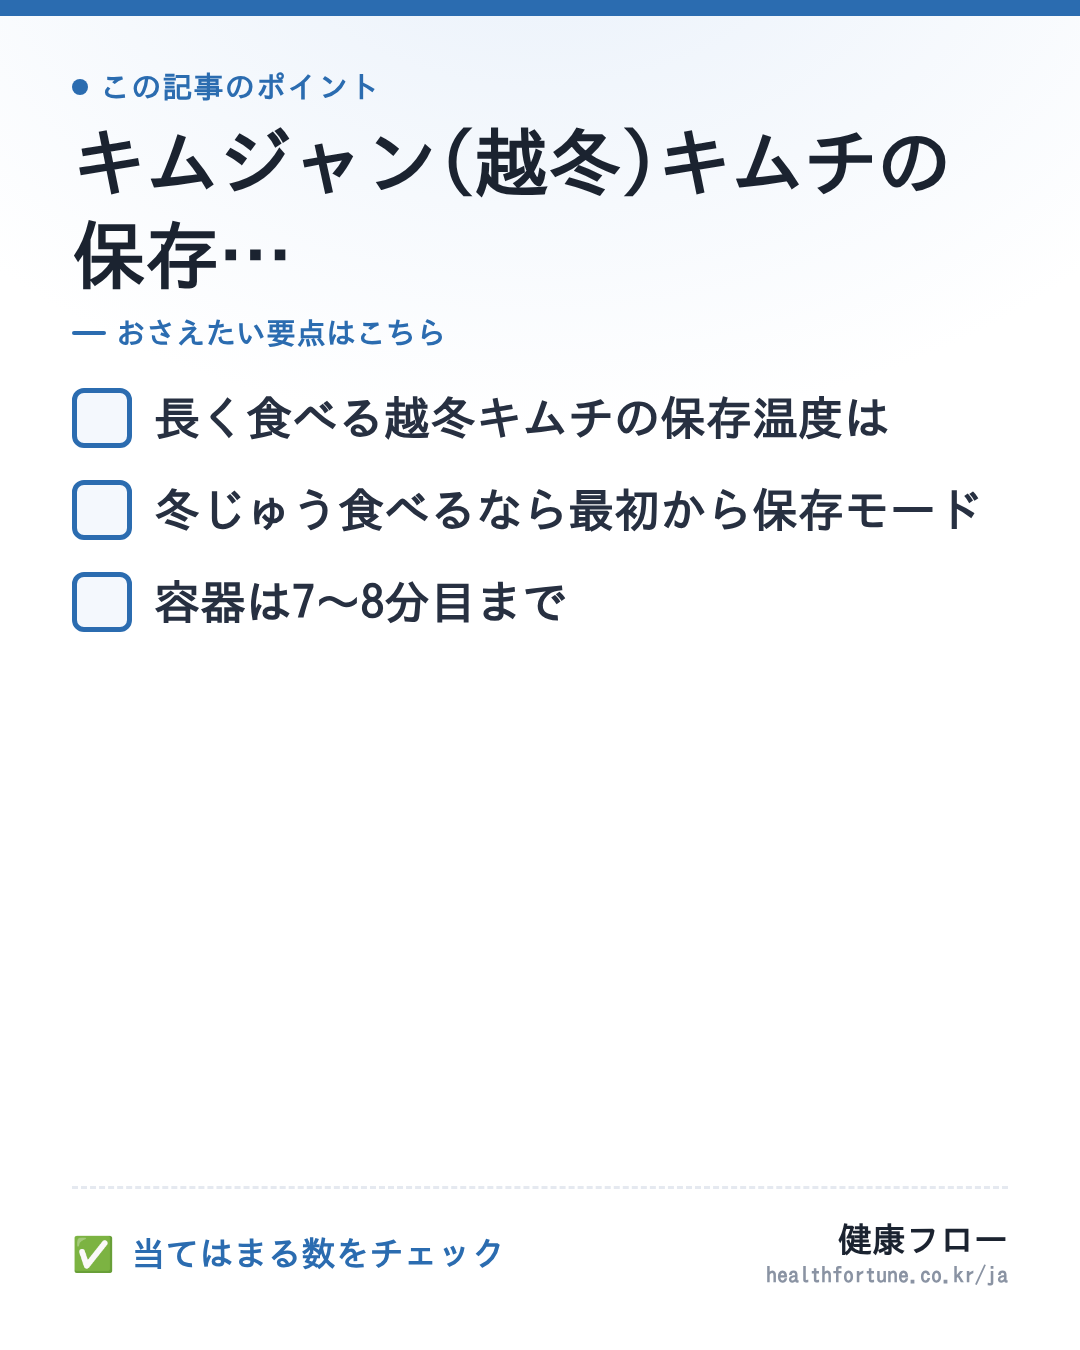 この記事のポイント
キムジャン(越冬)キムチの
保存…
おさえたい要点はこちら
長く食べる越冬キムチの保存温度は
冬じゅう食べるなら最初から保存モード
容器は7〜8分目まで
✅ 当てはまる数をチェック
健康フロー
healthfortune.co.kr/ja